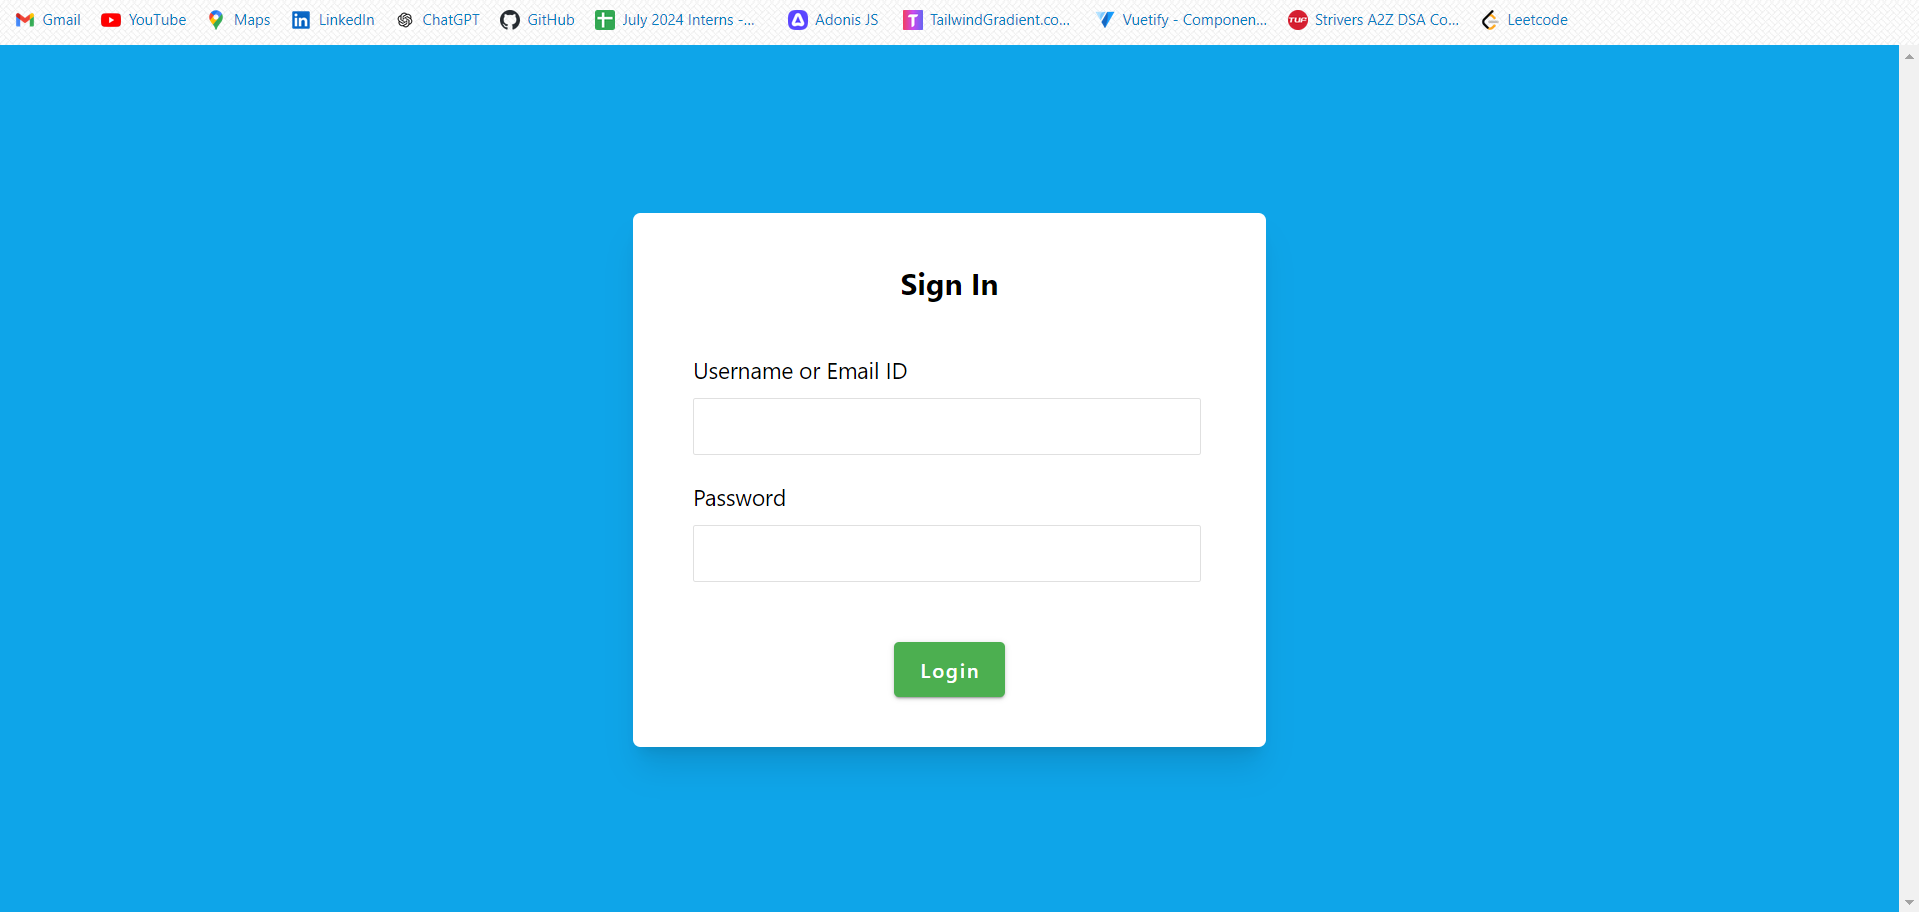 Gmail YouTube Maps LinkedIn ChatGPT GitHub July 2024 Interns -... Adonis JS TailwindGradient.co... Vuetify - Componen... TUF Strivers A2Z DSA Co... Leetcode
Sign In
Username or Email ID
Password
Login